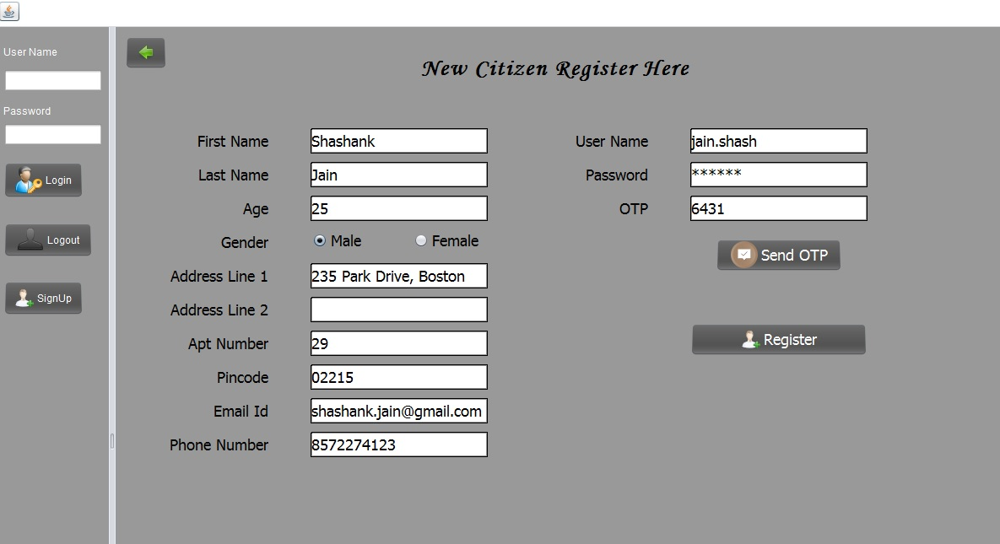 User Name
Password
Login
Logout
SignUp
New Citizen Register Here
First Name Shashank
Last Name Jain
Age 25
Gender Male Female
Address Line 1 235 Park Drive, Boston
Address Line 2
Apt Number 29
Pincode 02215
Email Id shashank.jain@gmail.com
Phone Number 8572274123
User Name jain.shash
Password ******
OTP 6431
Send OTP
Register